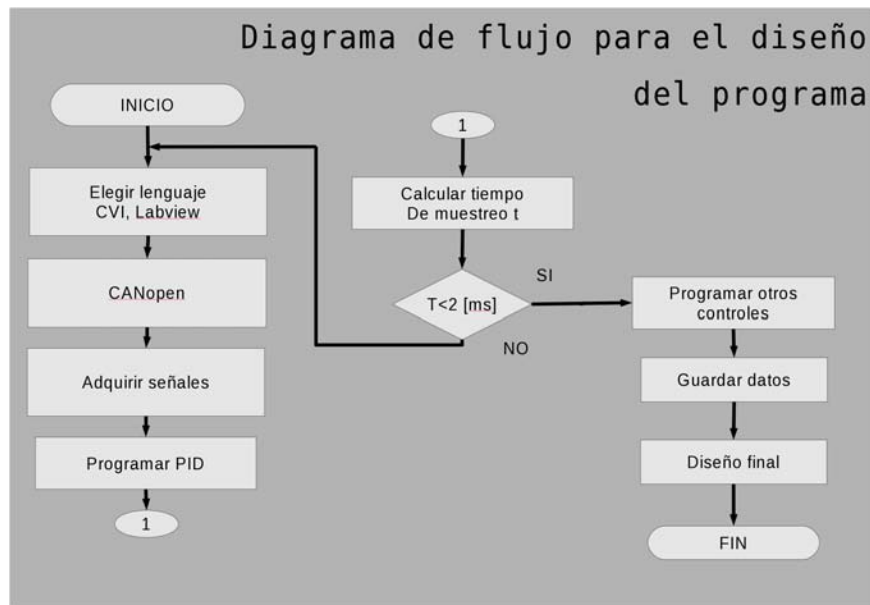 Diagrama de flujo para el diseño
del programa
INICIO
Elegir lenguaje
CVI, Labview
CANopen
Adquirir señales
Programar PID
1
1
Calcular tiempo
De muestreo t
T<2 [ms]
SI
NO
Programar otros
controles
Guardar datos
Diseño final
FIN